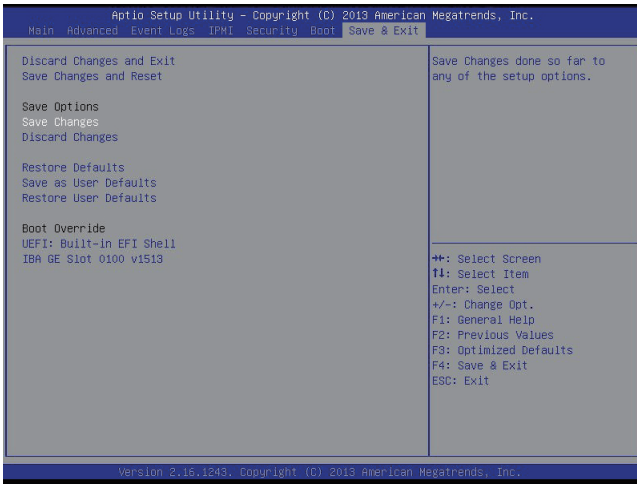 Aptio Setup Utility – Copyright (C) 2013 American Megatrends, Inc.
Main Advanced Event Logs IPMI Security Boot Save & Exit
Discard Changes and Exit
Save Changes and Reset
Save Options
Save Changes
Discard Changes
Restore Defaults
Save as User Defaults
Restore User Defaults
Boot Override
UEFI: Built-in EFI Shell
IBA GE Slot 0100 v1513
Save Changes done so far to
any of the setup options.
→←: Select Screen
↑↓: Select Item
Enter: Select
+/-: Change Opt.
F1: General Help
F2: Previous Values
F3: Optimized Defaults
F4: Save & Exit
ESC: Exit
Version 2.16.1243. Copyright (C) 2013 American Megatrends, Inc.